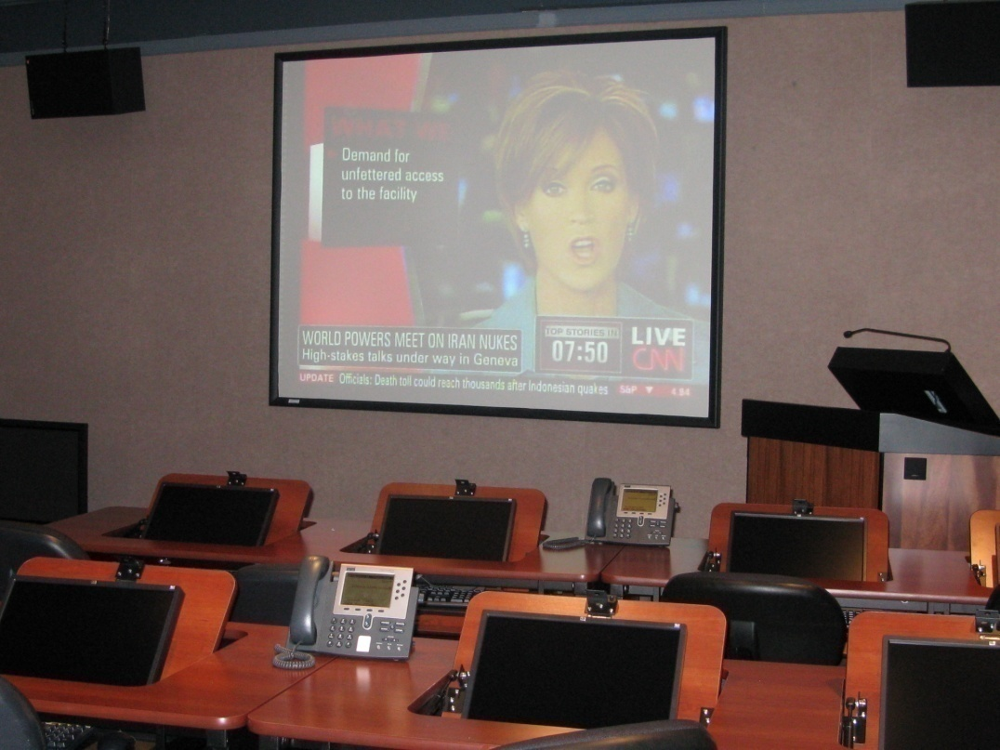 Demand for
unfettered access
to the facility
WORLD POWERS MEET ON IRAN NUKES
High-stakes talks under way in Geneva
TOP STORIES IN
07:50
LIVE
CNN
UPDATE Officials: Death toll could reach thousands after Indonesian quakes S&P ▼ 4.94